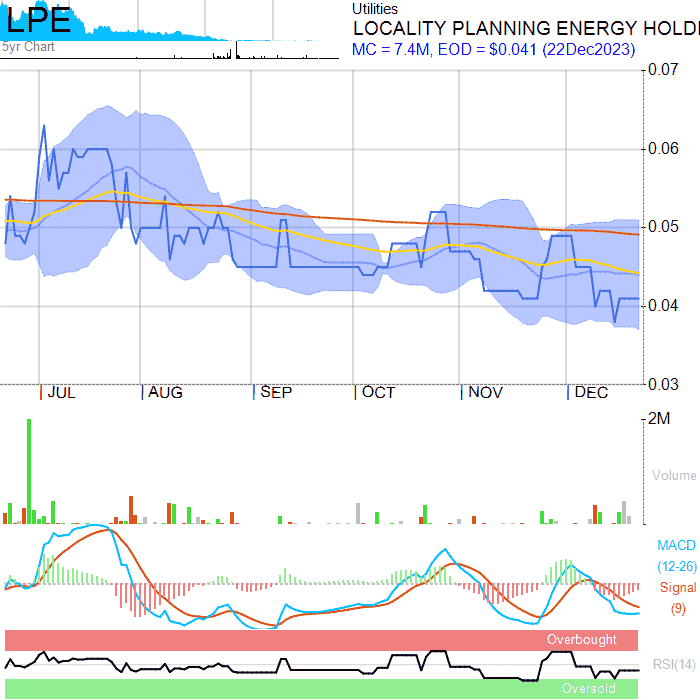 LPE
5yr Chart
Utilities
LOCALITY PLANNING ENERGY HOLDI
MC = 7.4M, EOD = $0.041 (22Dec2023)
0.07
0.06
0.05
0.04
0.03
JUL AUG SEP OCT NOV DEC
2M
Volume
MACD
(12-26)
Signal
(9)
Overbought
RSI(14)
Oversold